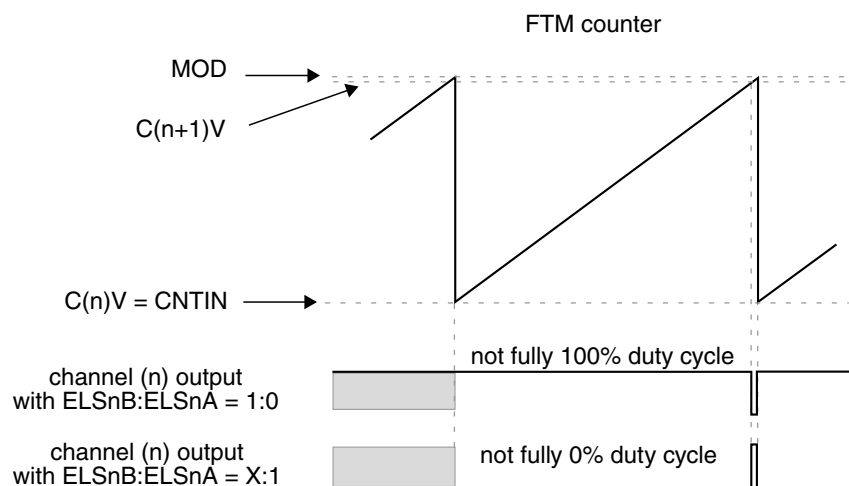 FTM counter
MOD
C(n+1)V
C(n)V = CNTIN
not fully 100% duty cycle
channel (n) output
with ELSnB:ELSnA = 1:0
channel (n) output
with ELSnB:ELSnA = X:1
not fully 0% duty cycle